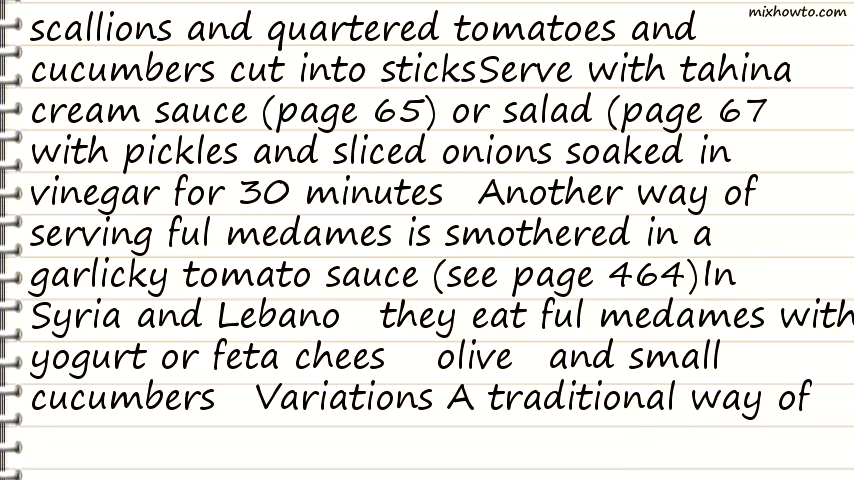 mixhowto.com
scallions and quartered tomatoes and
cucumbers cut into sticksServe with tahina
cream sauce (page 65) or salad (page 67
with pickles and sliced onions soaked in
vinegar for 30 minutes   Another way of
serving ful medames is smothered in a
garlicky tomato sauce (see page 464)In
Syria and Lebano   they eat ful medames with
yogurt or feta chees    olive   and small
cucumbers   Variations A traditional way of